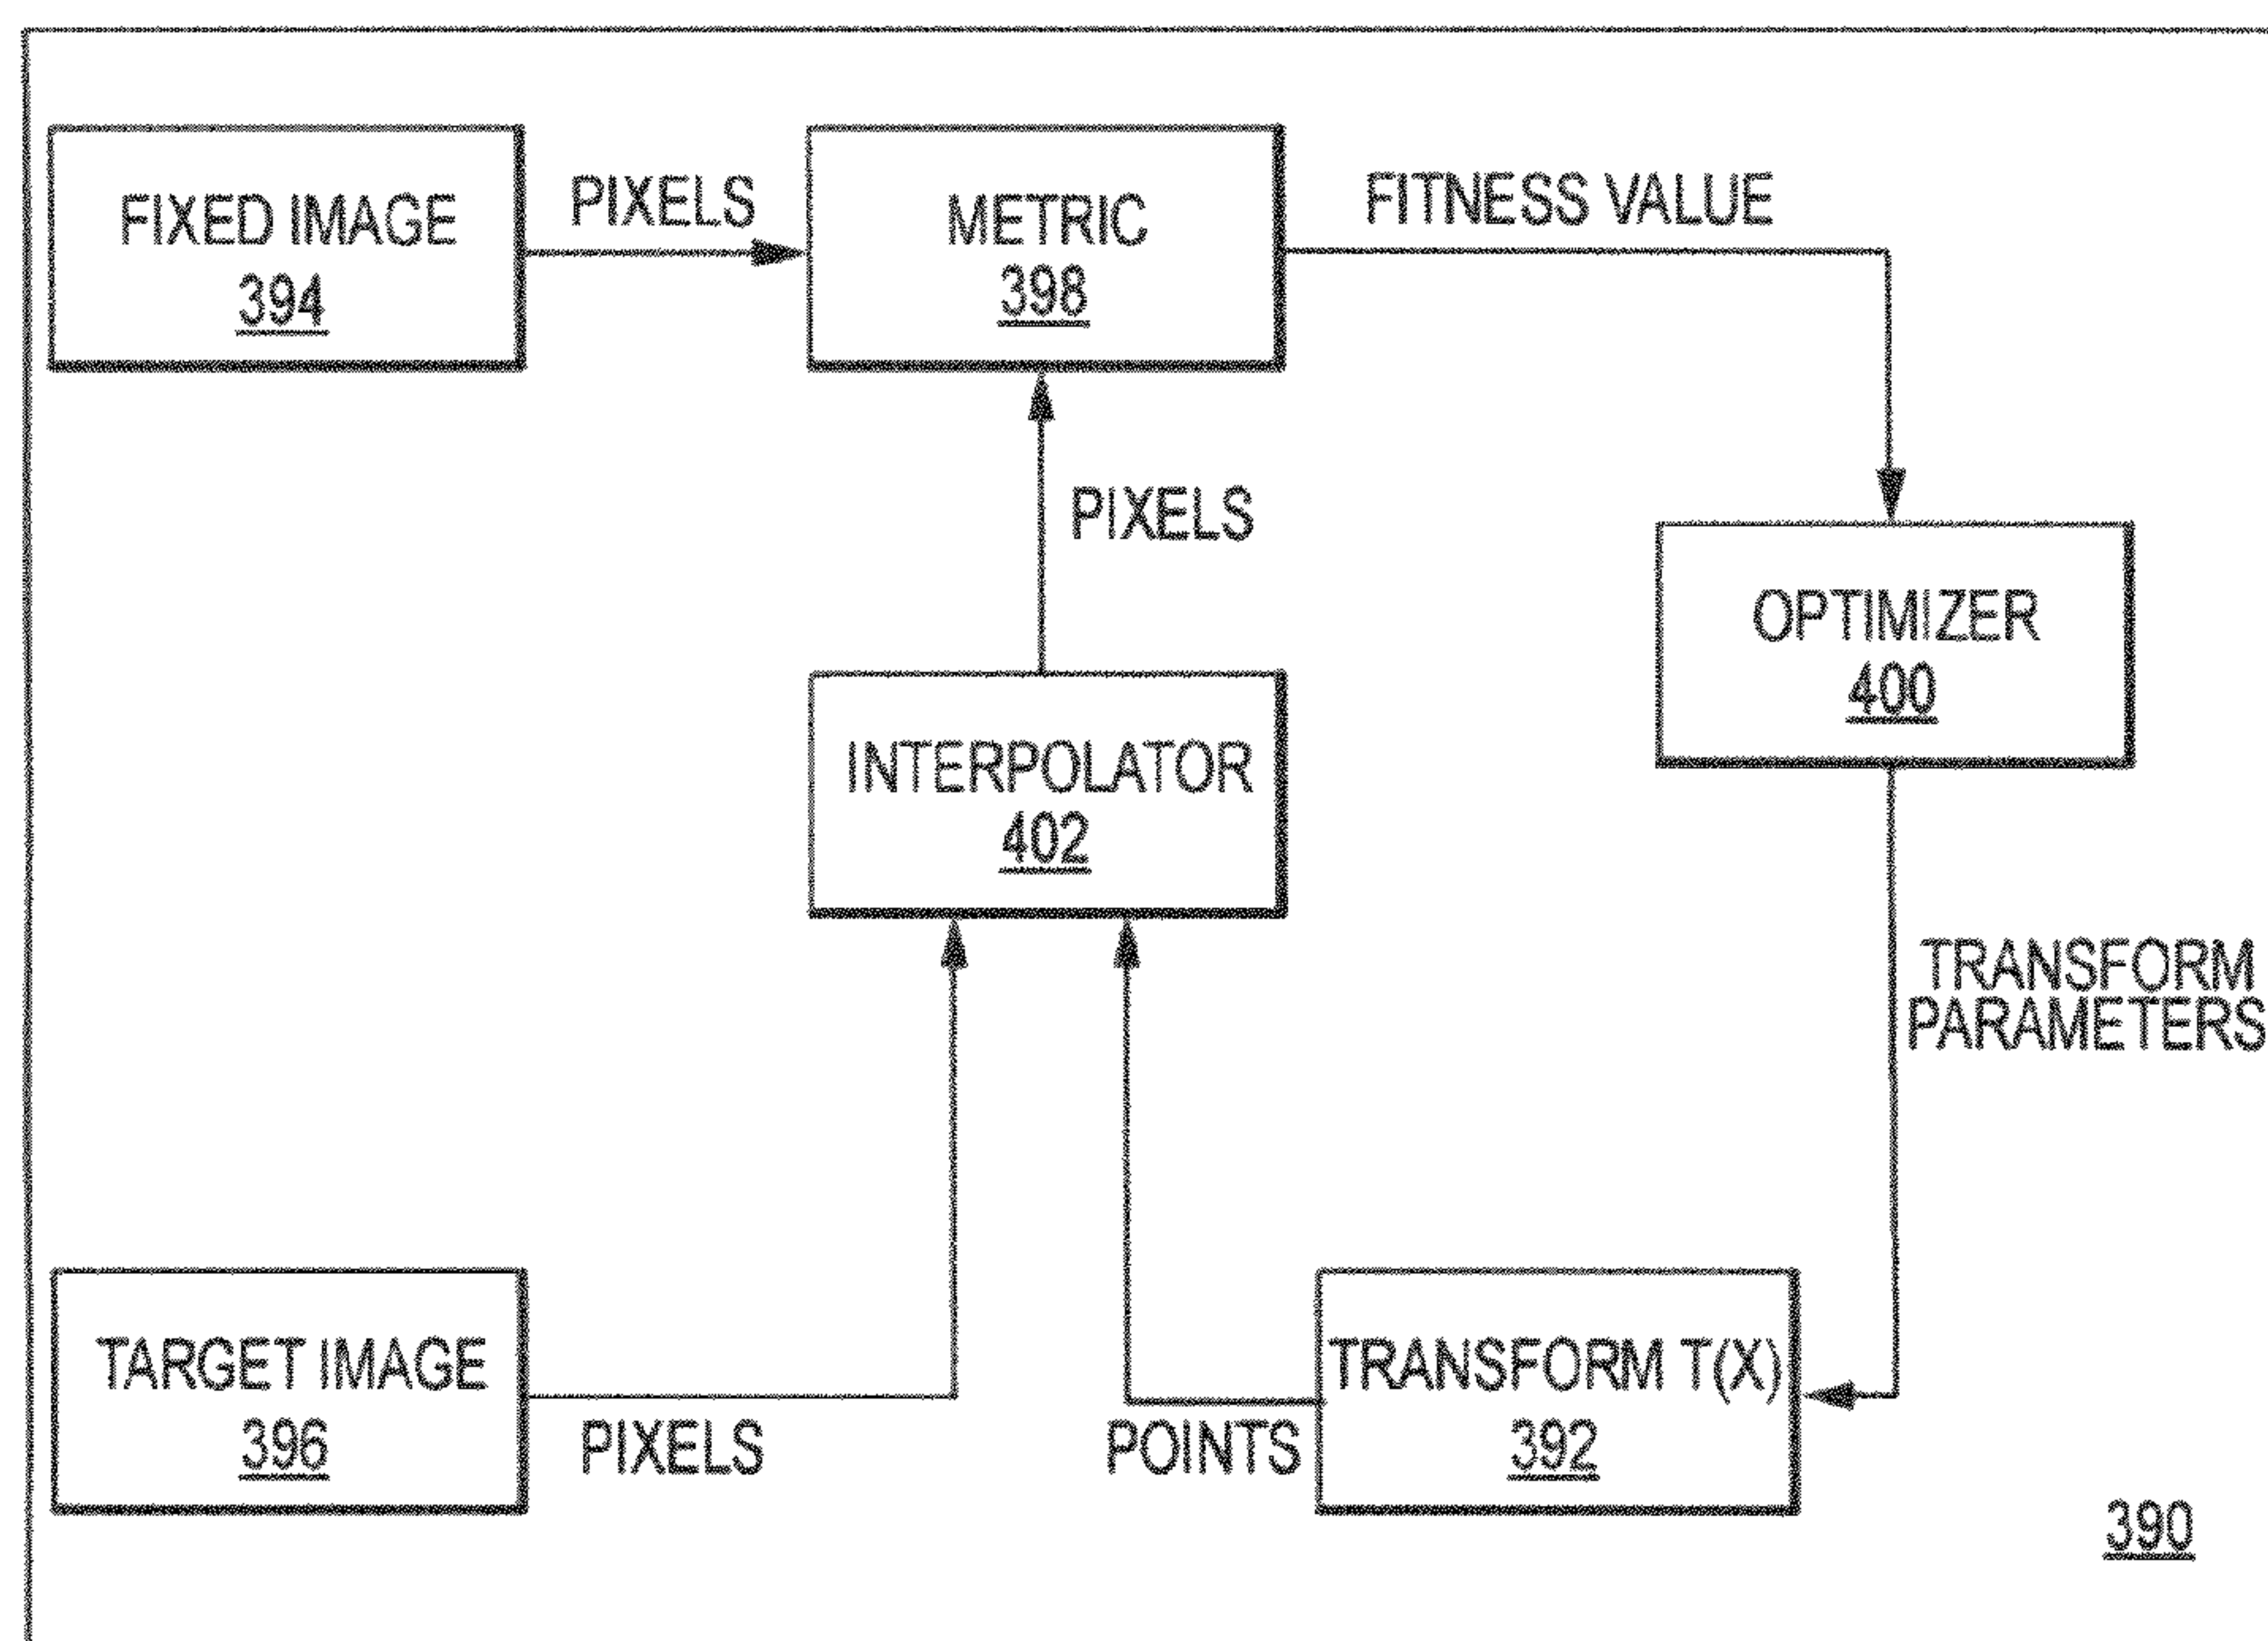 FIXED IMAGE
394
PIXELS
METRIC
398
FITNESS VALUE
PIXELS
OPTIMIZER
400
INTERPOLATOR
402
TRANSFORM
PARAMETERS
TARGET IMAGE
396
PIXELS
POINTS
TRANSFORM T(X)
392
390